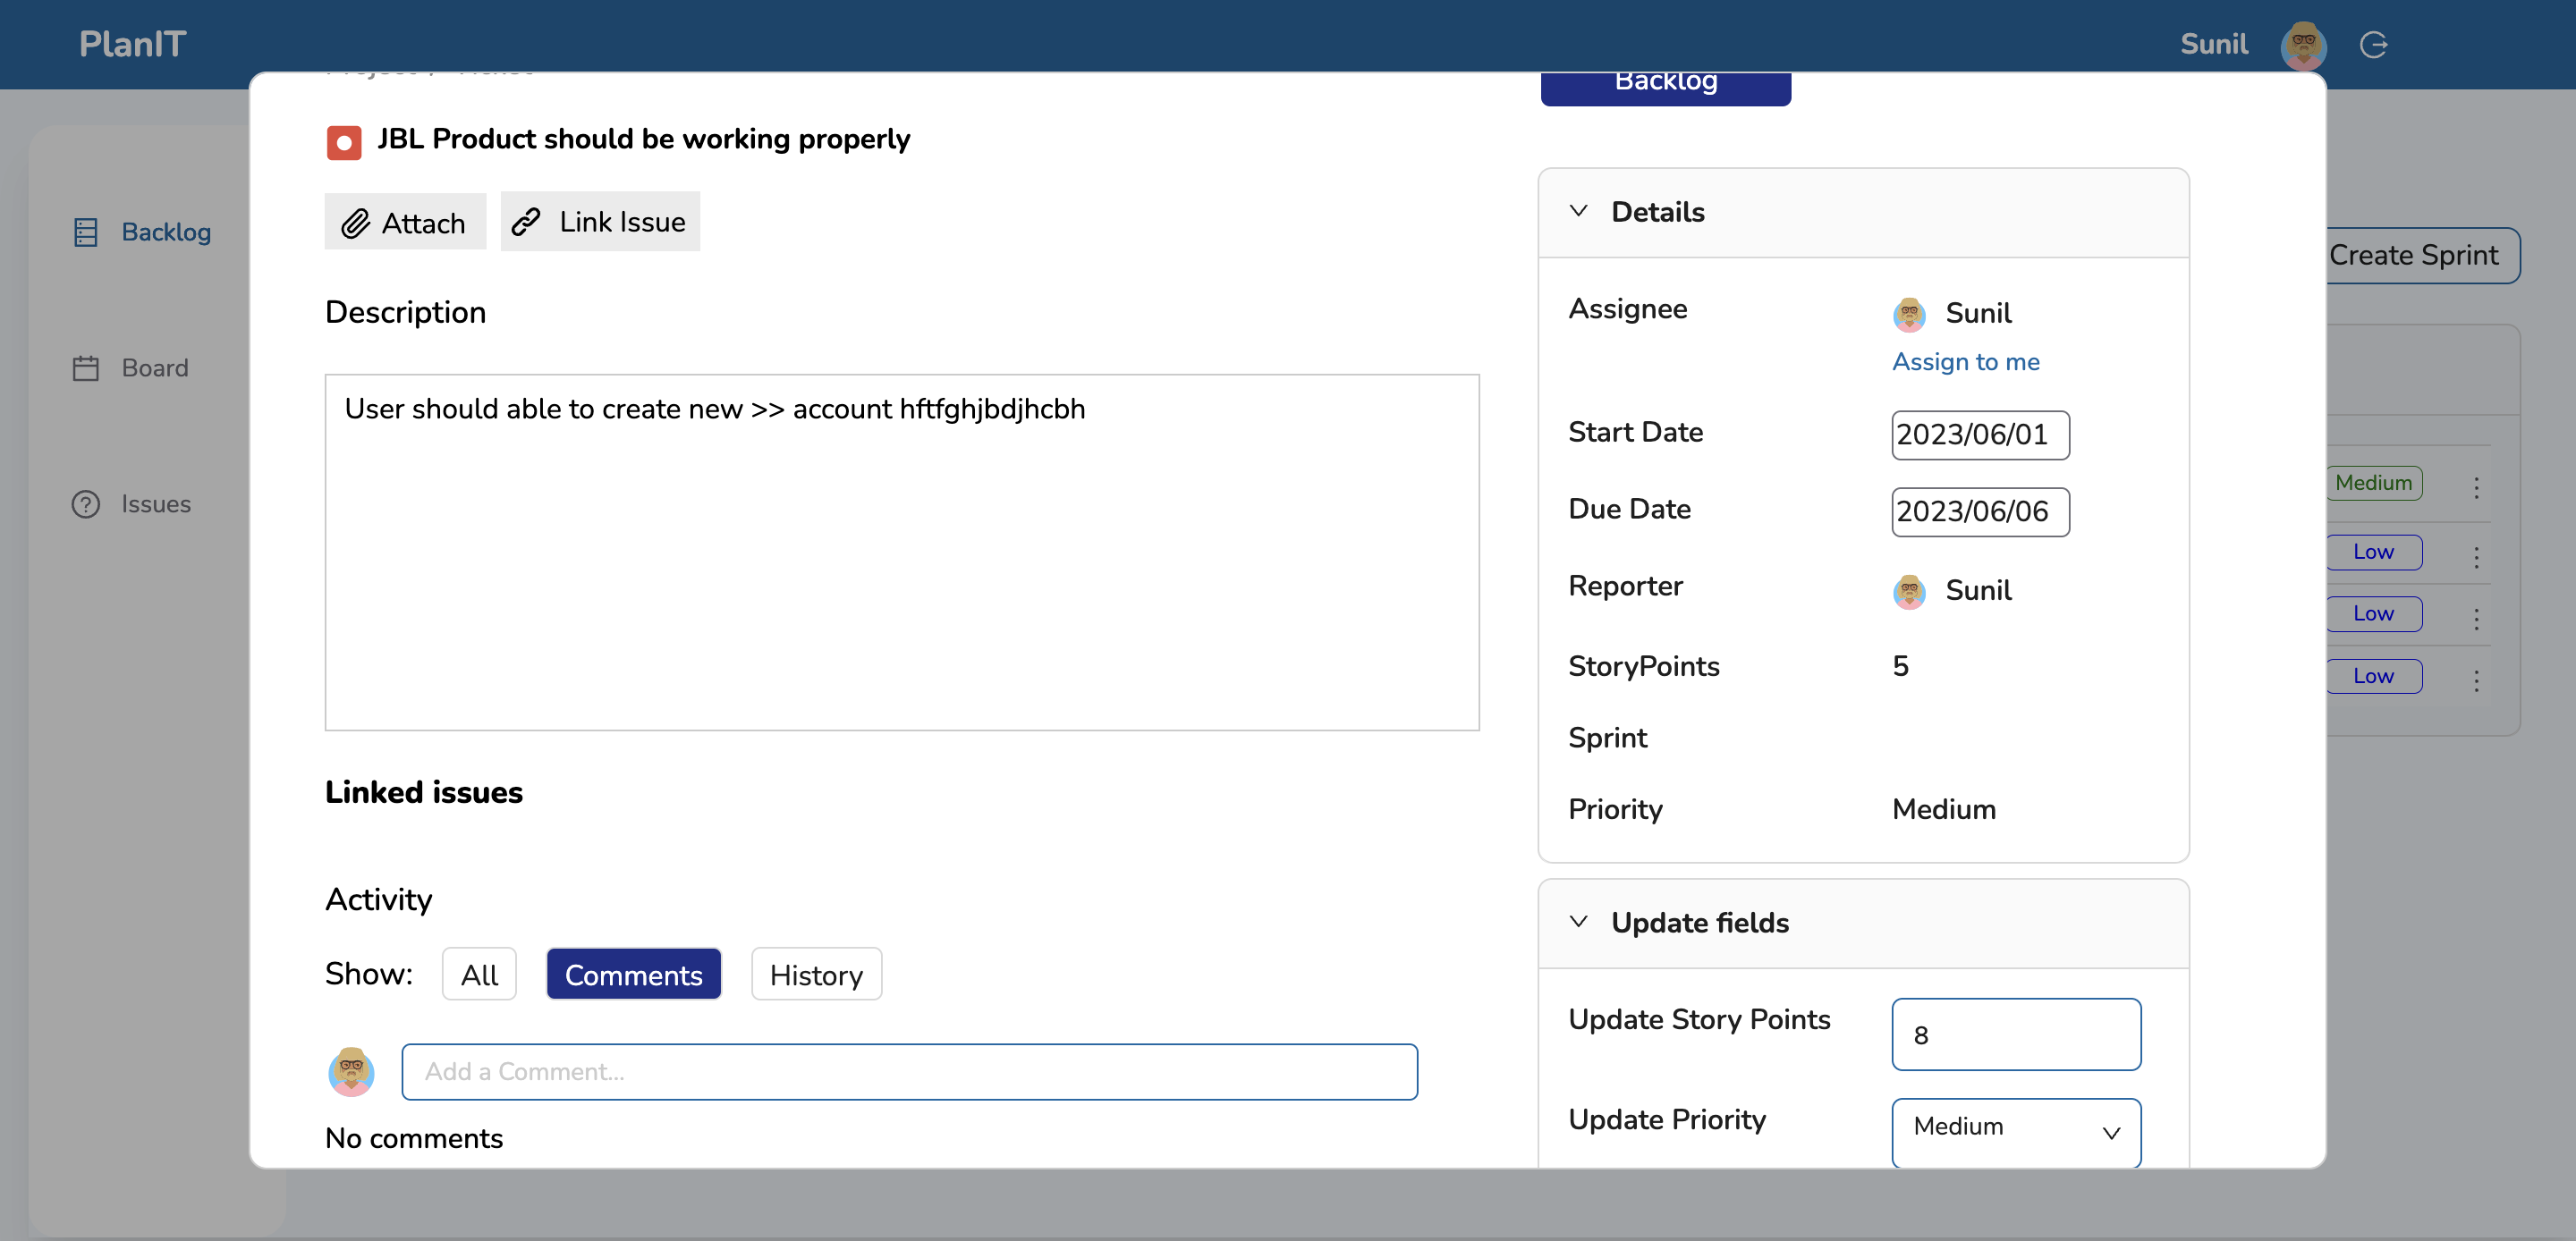 PlanIT
Sunil
Backlog
Board
Issues
Create Sprint
Medium
Low
Low
Low
Backlog
JBL Product should be working properly
Attach
Link Issue
Description
User should able to create new >> account hftfghjbdjhcbh
Linked issues
Activity
Show:
All
Comments
History
Add a Comment...
No comments
Details
Assignee
Sunil
Assign to me
Start Date
2023/06/01
Due Date
2023/06/06
Reporter
Sunil
StoryPoints
5
Sprint
Priority
Medium
Update fields
Update Story Points
8
Update Priority
Medium